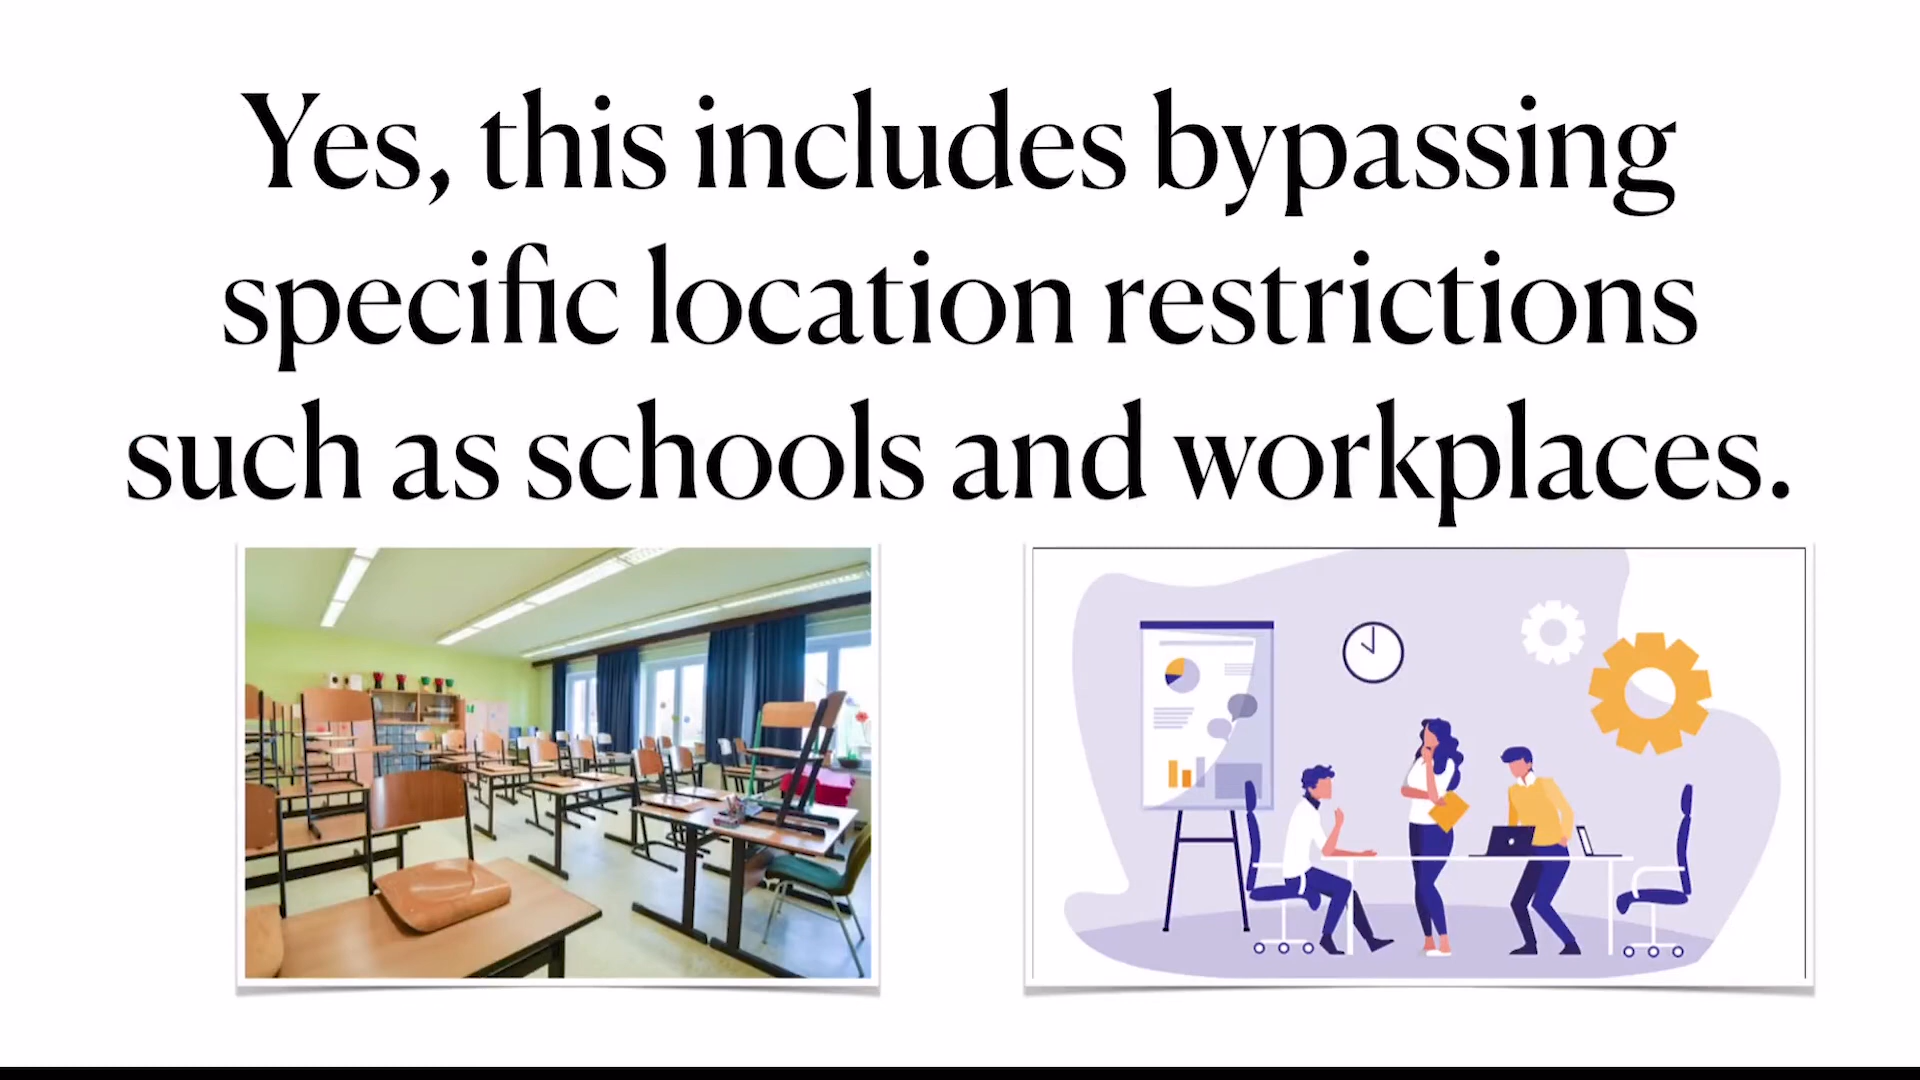 Yes, this includes bypassing
specific location restrictions
such as schools and workplaces.